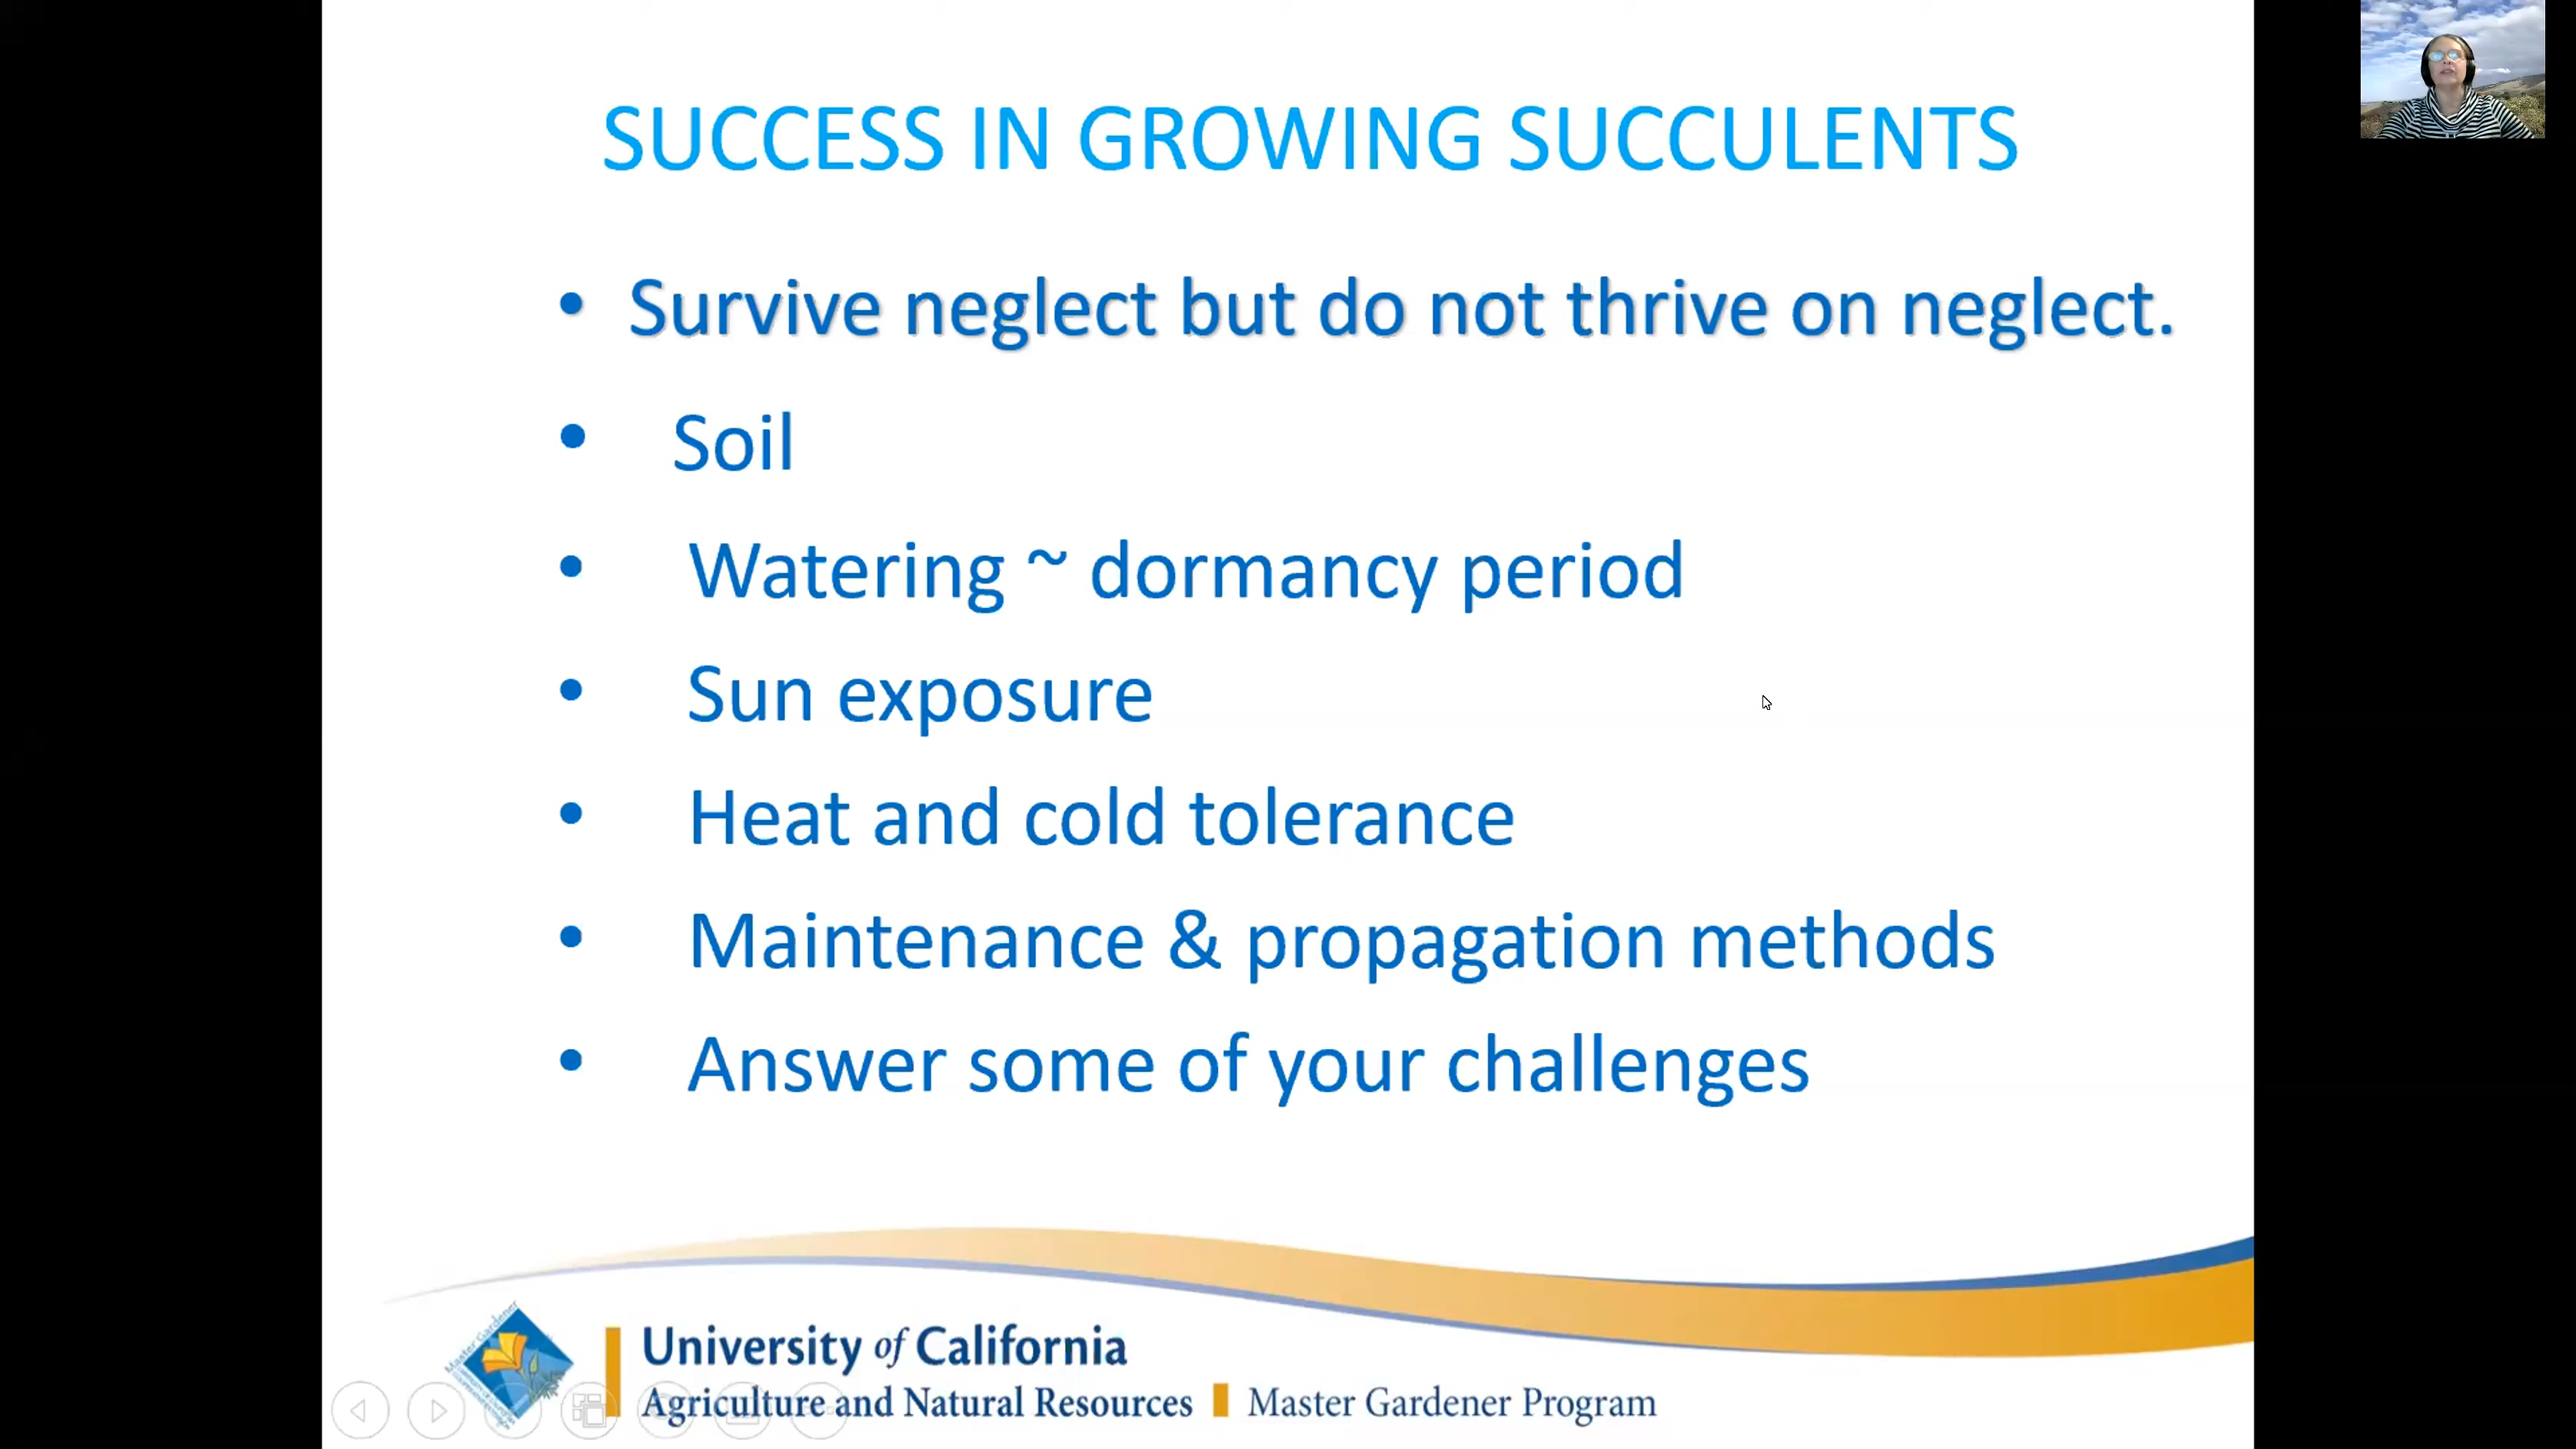 SUCCESS IN GROWING SUCCULENTS
• Survive neglect but do not thrive on neglect.
• Soil
• Watering ~ dormancy period
• Sun exposure
• Heat and cold tolerance
• Maintenance & propagation methods
• Answer some of your challenges
Master Gardener
University of California
Agriculture and Natural Resources Master Gardener Program